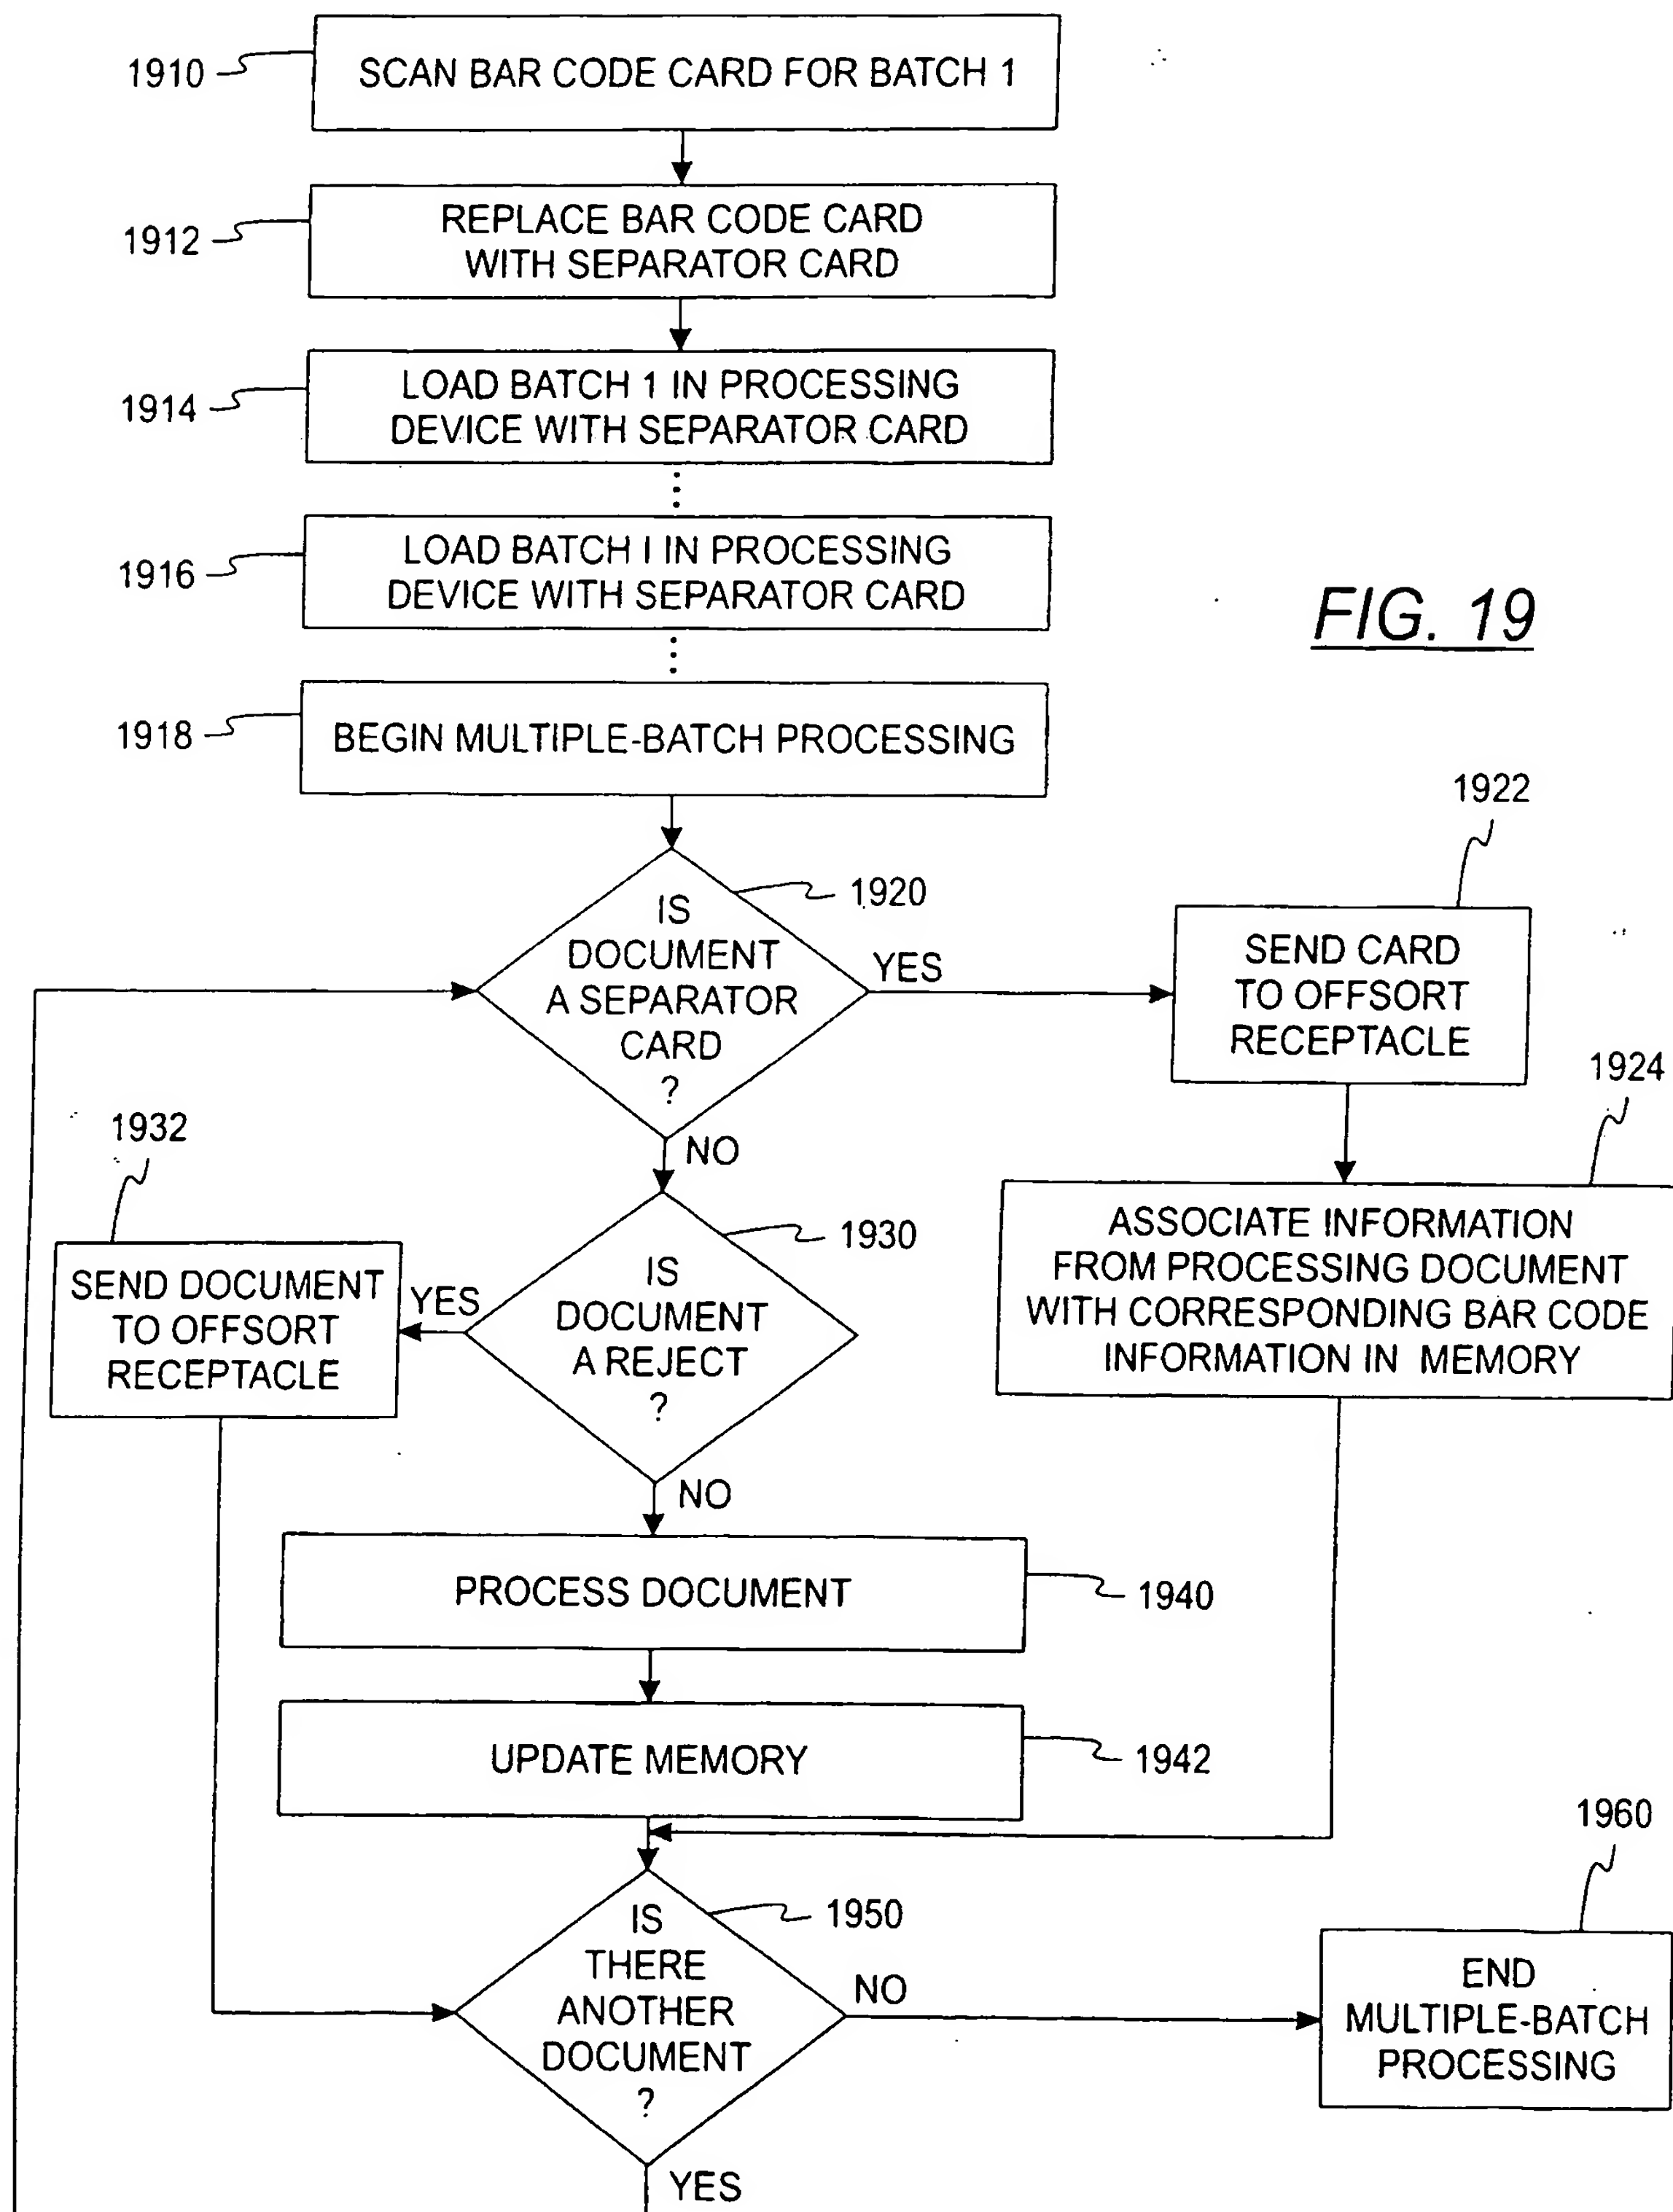 1910
SCAN BAR CODE CARD FOR BATCH 1
1912
REPLACE BAR CODE CARD
WITH SEPARATOR CARD
1914
LOAD BATCH 1 IN PROCESSING
DEVICE WITH SEPARATOR CARD
1916
LOAD BATCH I IN PROCESSING
DEVICE WITH SEPARATOR CARD
FIG. 19
1918
BEGIN MULTIPLE-BATCH PROCESSING
1920
IS
DOCUMENT
A SEPARATOR
CARD
?
YES
NO
1922
SEND CARD
TO OFFSORT
RECEPTACLE
1924
ASSOCIATE INFORMATION
FROM PROCESSING DOCUMENT
WITH CORRESPONDING BAR CODE
INFORMATION IN MEMORY
1930
IS
DOCUMENT
A REJECT
?
YES
NO
1932
SEND DOCUMENT
TO OFFSORT
RECEPTACLE
PROCESS DOCUMENT
1940
UPDATE MEMORY
1942
1950
IS
THERE
ANOTHER
DOCUMENT
?
NO
YES
1960
END
MULTIPLE-BATCH
PROCESSING